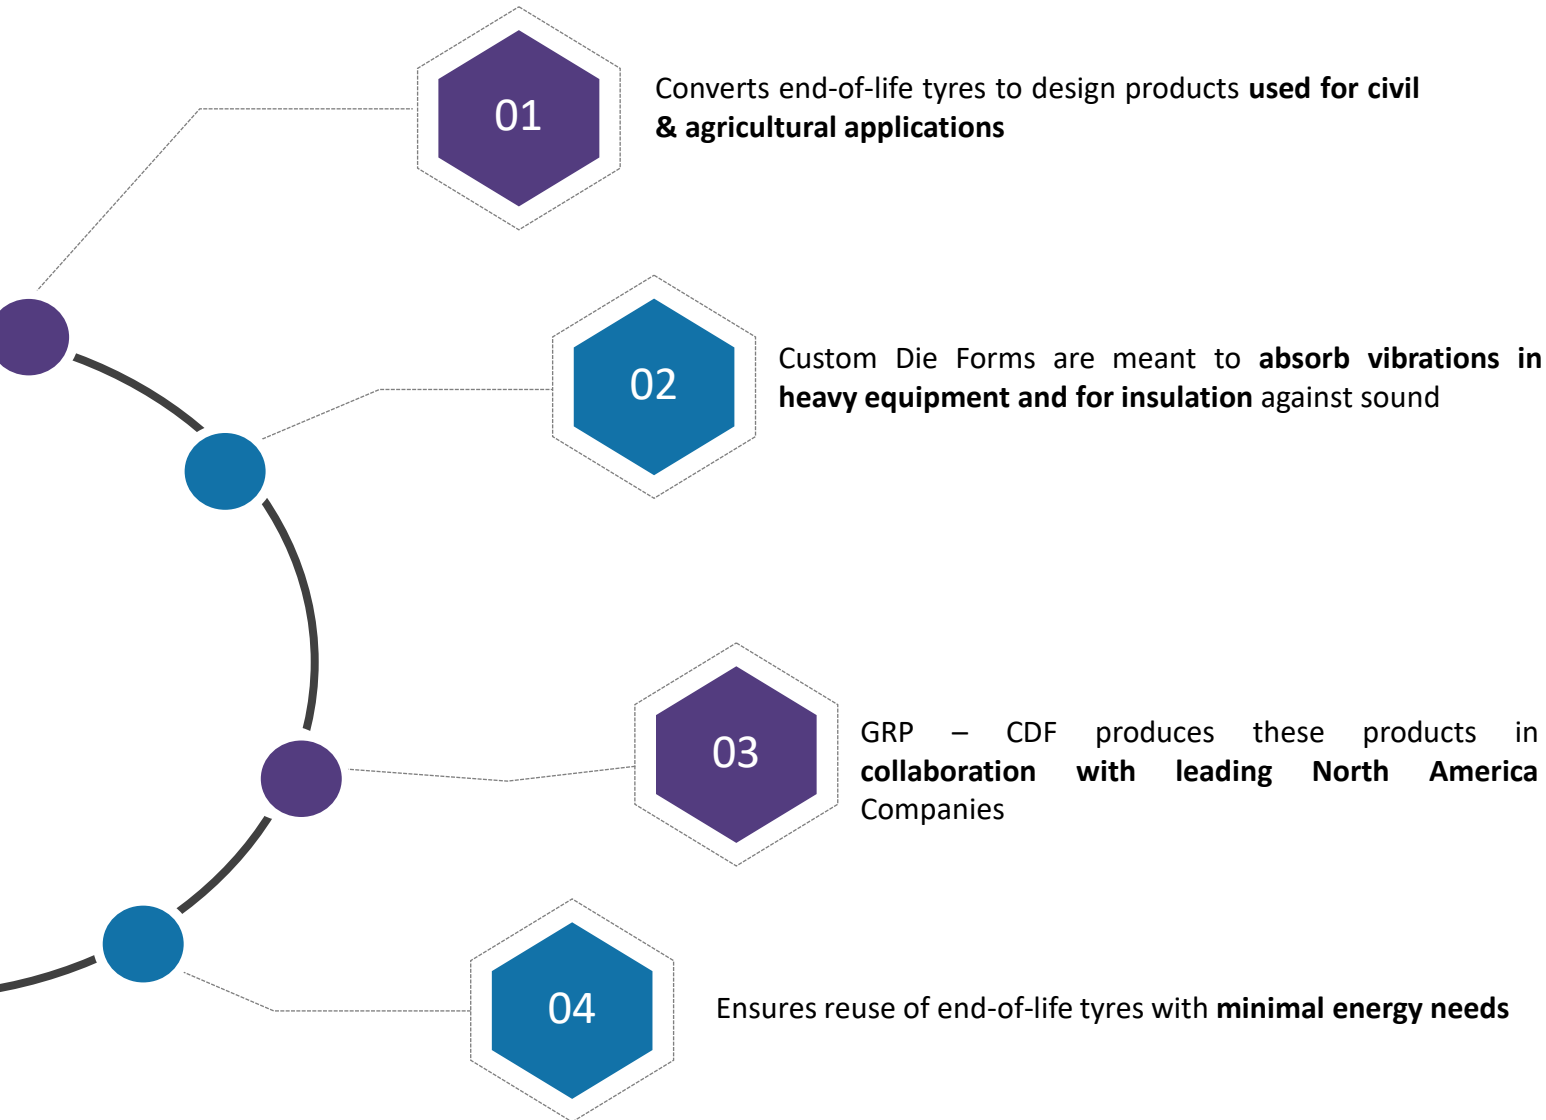 01
Converts end-of-life tyres to design products used for civil
& agricultural applications
02
Custom Die Forms are meant to absorb vibrations in
heavy equipment and for insulation against sound
03
GRP – CDF produces these products in
collaboration with leading North America
Companies
04
Ensures reuse of end-of-life tyres with minimal energy needs